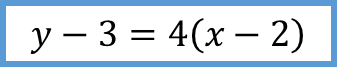 y − 3 = 4(x − 2)